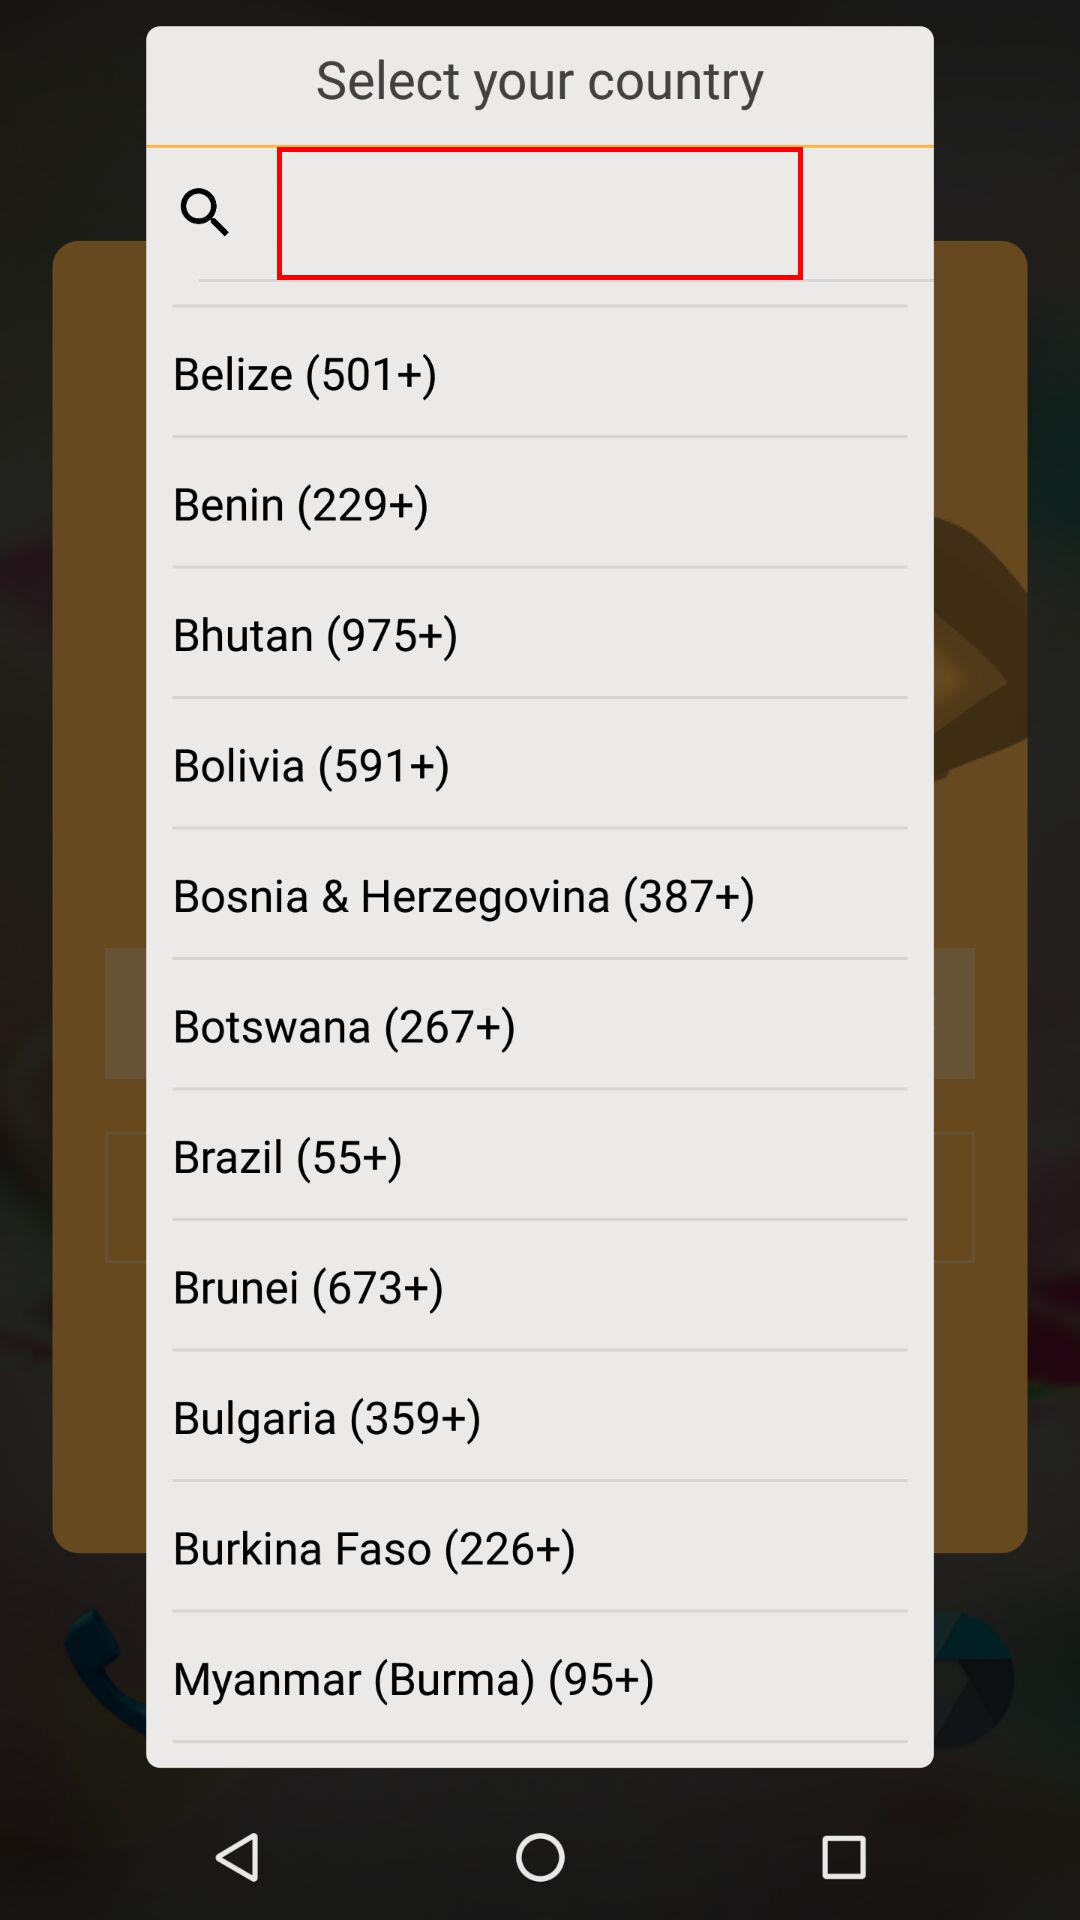 Select your country
Belize (501+)
Benin (229+)
Bhutan (975+)
Bolivia (591+)
Bosnia & Herzegovina (387+)
Botswana (267+)
Brazil (55+)
Brunei (673+)
Bulgaria (359+)
Burkina Faso (226+)
Myanmar (Burma) (95+)